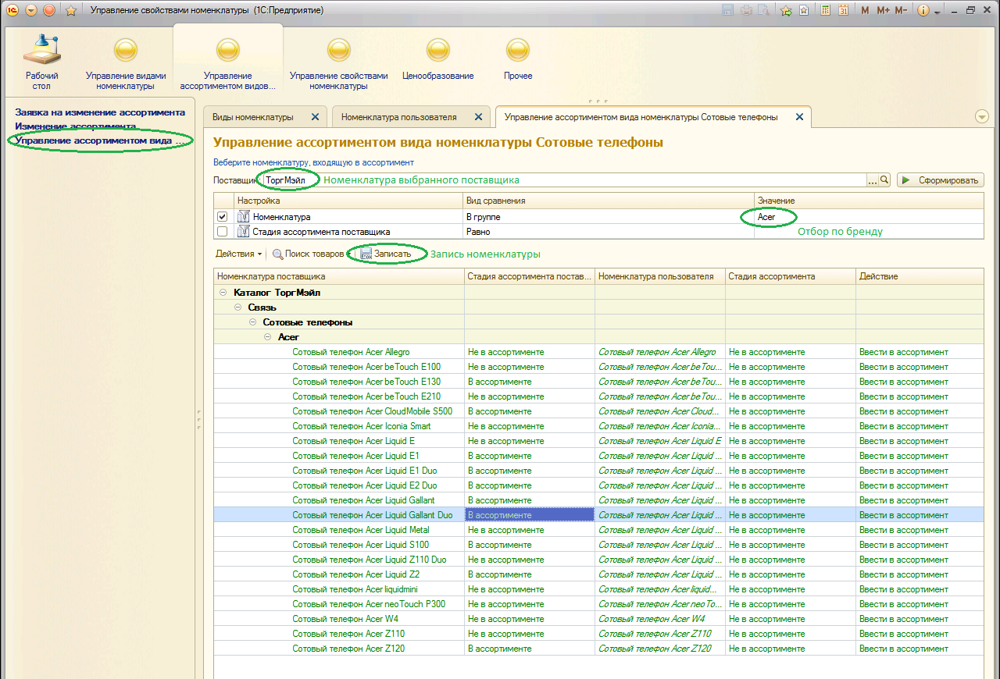 Управление свойствами номенклатуры (1С:Предприятие)
M M+ M-
Рабочий стол
Управление видами номенклатуры
Управление ассортиментом видов...
Управление свойствами номенклатуры
Ценообразование
Прочее
Заявка на изменение ассортимента
Изменение ассортимента
Управление ассортиментом вида ...
Виды номенклатуры
Номенклатура пользователя
Управление ассортиментом вида номенклатуры Сотовые телефоны
Управление ассортиментом вида номенклатуры Сотовые телефоны
Веберите номенклатуру, входящую в ассортимент
Поставщик: ТоргМэйл Номенклатура выбранного поставщика ... Сформировать
Настройка Вид сравнения Значение
Номенклатура В группе Acer
Стадия ассортимента поставщика Равно Отбор по бренду
Действия Поиск товаров Записать Запись номенклатуры
Номенклатура поставщика Стадия ассортимента постав... Номенклатура пользователя Стадия ассортимента Действие
Каталог ТоргМэйл
Связь
Сотовые телефоны
Acer
Сотовый телефон Acer Allegro Не в ассортименте Сотовый телефон Acer Allegro Не в ассортименте Ввести в ассортимент
Сотовый телефон Acer beTouch E100 Не в ассортименте Сотовый телефон Acer beTou... Не в ассортименте Ввести в ассортимент
Сотовый телефон Acer beTouch E130 В ассортименте Сотовый телефон Acer beTou... Не в ассортименте Ввести в ассортимент
Сотовый телефон Acer beTouch E210 Не в ассортименте Сотовый телефон Acer beTou... Не в ассортименте Ввести в ассортимент
Сотовый телефон Acer CloudMobile S500 В ассортименте Сотовый телефон Acer Cloud... Не в ассортименте Ввести в ассортимент
Сотовый телефон Acer Iconia Smart Не в ассортименте Сотовый телефон Acer Iconia... Не в ассортименте Ввести в ассортимент
Сотовый телефон Acer Liquid E Не в ассортименте Сотовый телефон Acer Liquid E Не в ассортименте Ввести в ассортимент
Сотовый телефон Acer Liquid E1 В ассортименте Сотовый телефон Acer Liquid ... Не в ассортименте Ввести в ассортимент
Сотовый телефон Acer Liquid E1 Duo В ассортименте Сотовый телефон Acer Liquid ... Не в ассортименте Ввести в ассортимент
Сотовый телефон Acer Liquid E2 Duo В ассортименте Сотовый телефон Acer Liquid ... Не в ассортименте Ввести в ассортимент
Сотовый телефон Acer Liquid Gallant В ассортименте Сотовый телефон Acer Liquid ... Не в ассортименте Ввести в ассортимент
Сотовый телефон Acer Liquid Gallant Duo В ассортименте Сотовый телефон Acer Liquid ... Не в ассортименте Ввести в ассортимент
Сотовый телефон Acer Liquid Metal Не в ассортименте Сотовый телефон Acer Liquid ... Не в ассортименте Ввести в ассортимент
Сотовый телефон Acer Liquid S100 В ассортименте Сотовый телефон Acer Liquid ... Не в ассортименте Ввести в ассортимент
Сотовый телефон Acer Liquid Z110 Duo Не в ассортименте Сотовый телефон Acer Liquid ... Не в ассортименте Ввести в ассортимент
Сотовый телефон Acer Liquid Z2 В ассортименте Сотовый телефон Acer Liquid ... Не в ассортименте Ввести в ассортимент
Сотовый телефон Acer liquidmini Не в ассортименте Сотовый телефон Acer liquid... Не в ассортименте Ввести в ассортимент
Сотовый телефон Acer neoTouch P300 Не в ассортименте Сотовый телефон Acer neoTo... Не в ассортименте Ввести в ассортимент
Сотовый телефон Acer W4 Не в ассортименте Сотовый телефон Acer W4 Не в ассортименте Ввести в ассортимент
Сотовый телефон Acer Z110 Не в ассортименте Сотовый телефон Acer Z110 Не в ассортименте Ввести в ассортимент
Сотовый телефон Acer Z120 В ассортименте Сотовый телефон Acer Z120 Не в ассортименте Ввести в ассортимент